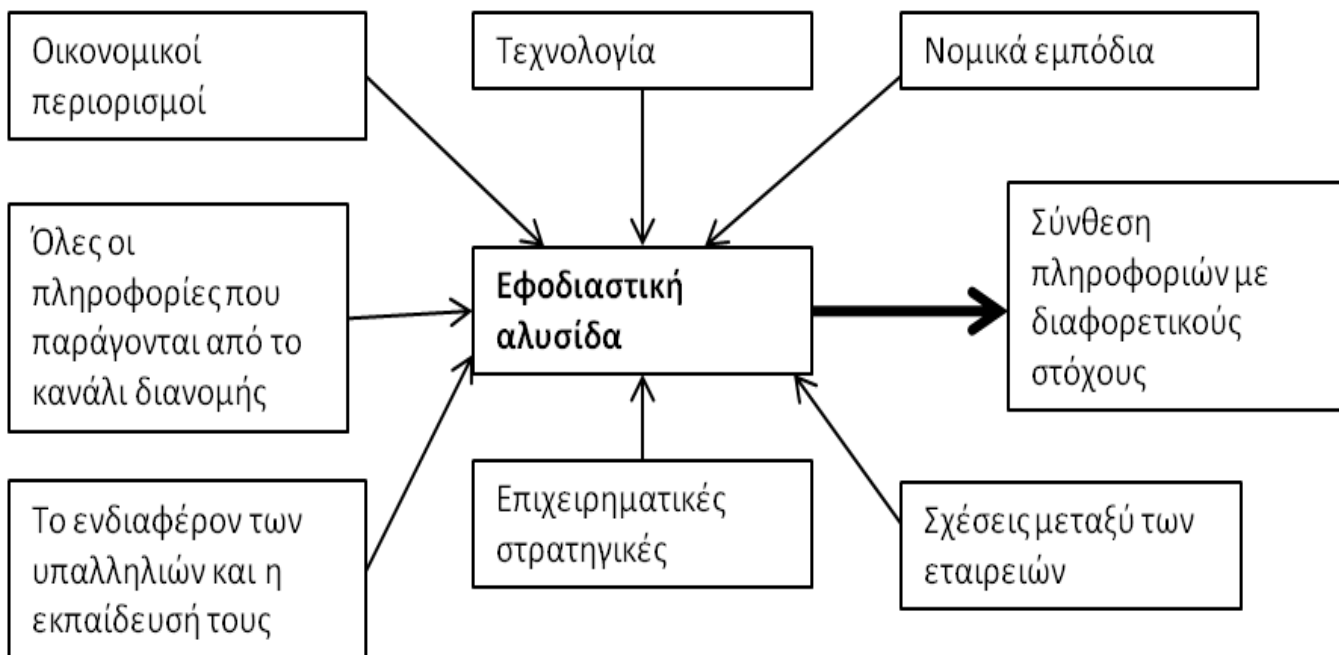 Οικονομικοί
περιορισμοί
Τεχνολογία
Νομικά εμπόδια
Όλες οι
πληροφορίες που
παράγονται από το
κανάλι διανομής
Εφοδιαστική
αλυσίδα
Σύνθεση
πληροφοριών με
διαφορετικούς
στόχους
Το ενδιαφέρον των
υπαλληλιών και η
εκπαίδευσή τους
Επιχειρηματικές
στρατηγικές
Σχέσεις μεταξύ των
εταιρειών